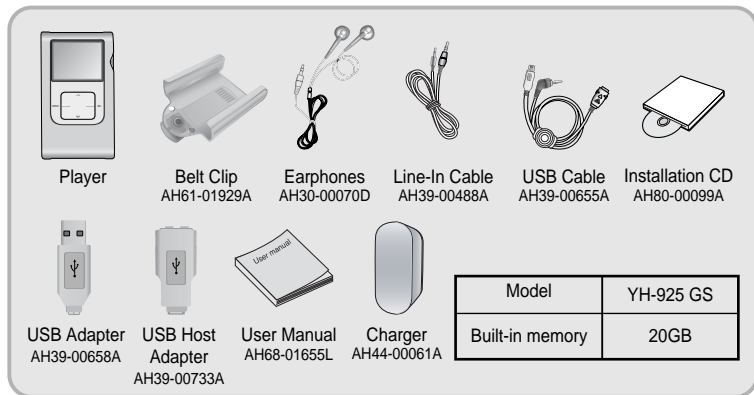 Player
Belt Clip
AH61-01929A
Earphones
AH30-00070D
Line-In Cable
AH39-00488A
USB Cable
AH39-00655A
Installation CD
AH80-00099A
USB Adapter
AH39-00658A
USB Host
Adapter
AH39-00733A
User manual
User Manual
AH68-01655L
Charger
AH44-00061A
Model YH-925 GS
Built-in memory 20GB